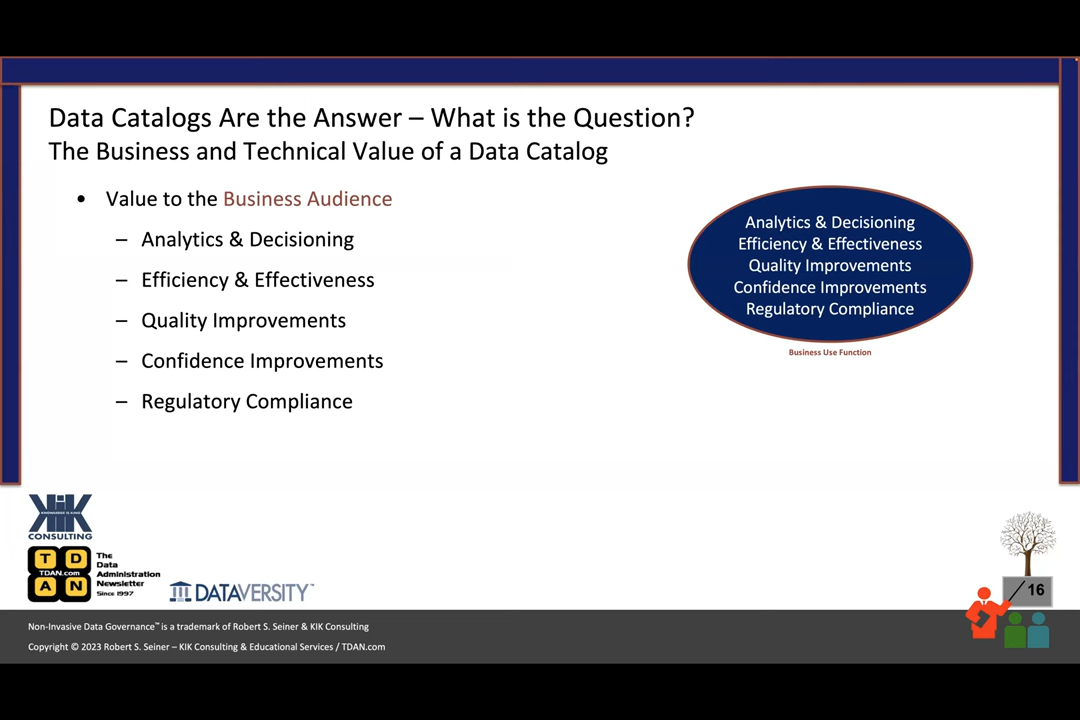 Data Catalogs Are the Answer – What is the Question?
The Business and Technical Value of a Data Catalog
• Value to the Business Audience
– Analytics & Decisioning
– Efficiency & Effectiveness
– Quality Improvements
– Confidence Improvements
– Regulatory Compliance
Analytics & Decisioning
Efficiency & Effectiveness
Quality Improvements
Confidence Improvements
Regulatory Compliance
Business Use Function
KIK
KNOWLEDGE IS KING
CONSULTING
T D
TDAN.com
A N
The
Data
Administration
Newsletter
Since 1997
DATAVERSITY™
16
Non-Invasive Data Governance™ is a trademark of Robert S. Seiner & KIK Consulting
Copyright © 2023 Robert S. Seiner – KIK Consulting & Educational Services / TDAN.com